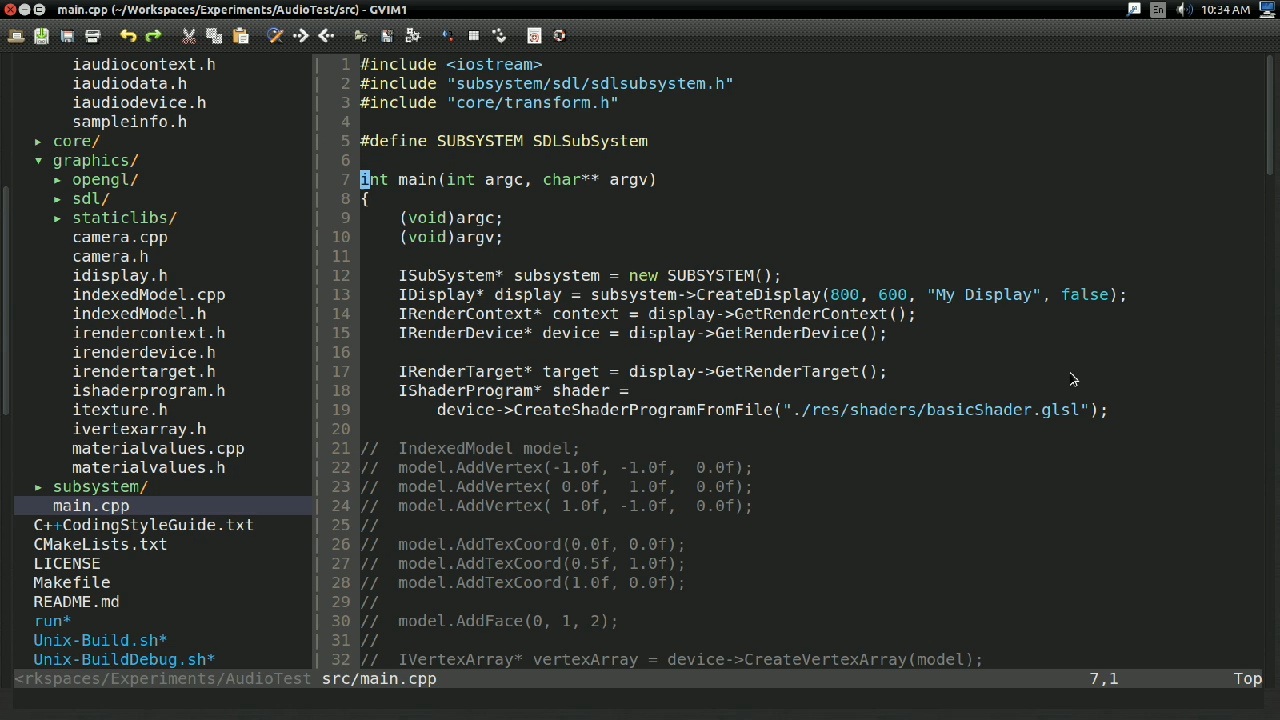 main.cpp (~/Workspaces/Experiments/AudioTest/src) - GVIM1
En
10:34 AM
iaudiocontext.h
iaudiodata.h
iaudiodevice.h
sampleinfo.h
▸ core/
▾ graphics/
▸ opengl/
▸ sdl/
▸ staticlibs/
camera.cpp
camera.h
idisplay.h
indexedModel.cpp
indexedModel.h
irendercontext.h
irenderdevice.h
irendertarget.h
ishaderprogram.h
itexture.h
ivertexarray.h
materialvalues.cpp
materialvalues.h
▸ subsystem/
main.cpp
C++CodingStyleGuide.txt
CMakeLists.txt
LICENSE
Makefile
README.md
run*
Unix-Build.sh*
Unix-BuildDebug.sh*
<rkspaces/Experiments/AudioTest
1 #include <iostream>
2 #include "subsystem/sdl/sdlsubsystem.h"
3 #include "core/transform.h"
4
5 #define SUBSYSTEM SDLSubSystem
6
7 int main(int argc, char** argv)
8 {
9     (void)argc;
10     (void)argv;
11
12     ISubSystem* subsystem = new SUBSYSTEM();
13     IDisplay* display = subsystem->CreateDisplay(800, 600, "My Display", false);
14     IRenderContext* context = display->GetRenderContext();
15     IRenderDevice* device = display->GetRenderDevice();
16
17     IRenderTarget* target = display->GetRenderTarget();
18     IShaderProgram* shader =
19         device->CreateShaderProgramFromFile("./res/shaders/basicShader.glsl");
20
21 //  IndexedModel model;
22 //  model.AddVertex(-1.0f, -1.0f,  0.0f);
23 //  model.AddVertex( 0.0f,  1.0f,  0.0f);
24 //  model.AddVertex( 1.0f, -1.0f,  0.0f);
25 //
26 //  model.AddTexCoord(0.0f, 0.0f);
27 //  model.AddTexCoord(0.5f, 1.0f);
28 //  model.AddTexCoord(1.0f, 0.0f);
29 //
30 //  model.AddFace(0, 1, 2);
31 //
32 //  IVertexArray* vertexArray = device->CreateVertexArray(model);
src/main.cpp 7,1 Top